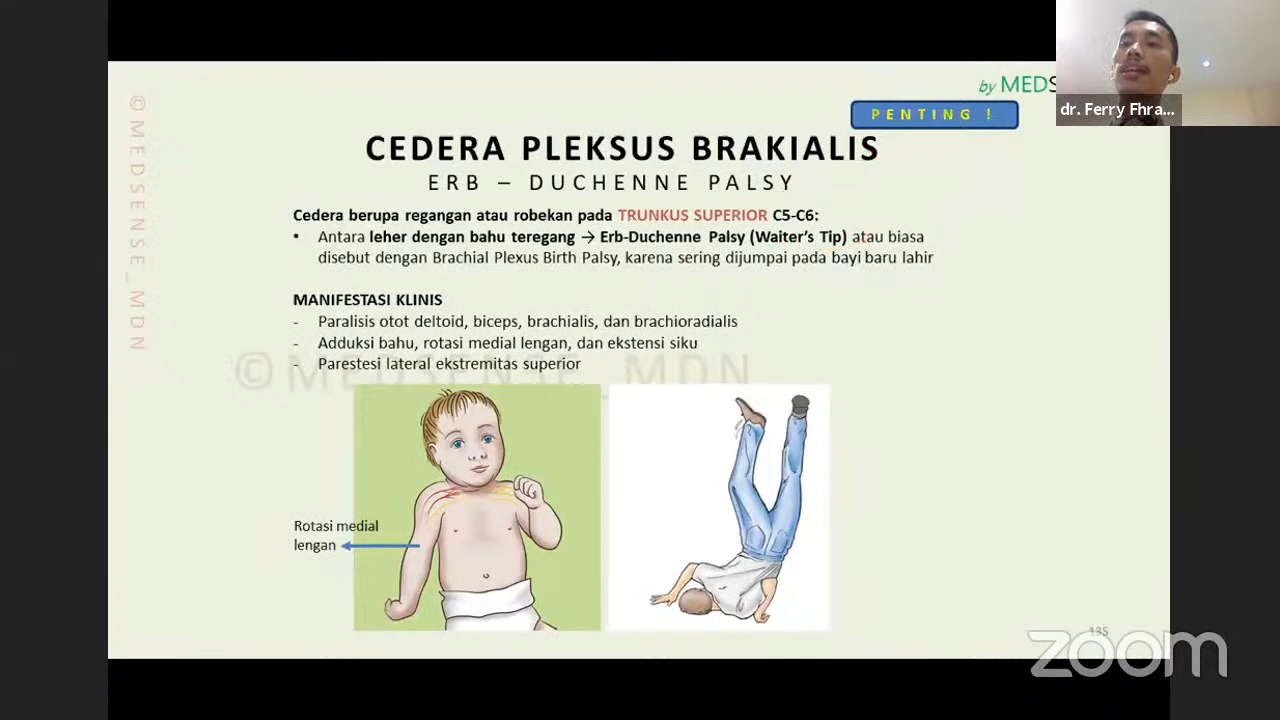 by MEDS
dr. Ferry Fhra...
PENTING !
CEDERA PLEKSUS BRAKIALIS
ERB – DUCHENNE PALSY
Cedera berupa regangan atau robekan pada TRUNKUS SUPERIOR C5-C6:
• Antara leher dengan bahu teregang → Erb-Duchenne Palsy (Waiter's Tip) atau biasa
disebut dengan Brachial Plexus Birth Palsy, karena sering dijumpai pada bayi baru lahir
MANIFESTASI KLINIS
- Paralisis otot deltoid, biceps, brachialis, dan brachioradialis
- Adduksi bahu, rotasi medial lengan, dan ekstensi siku
- Parestesi lateral ekstremitas superior
Rotasi medial
lengan
©MEDSENSE_MDN
©MEDSENSE_MDN
135
zoom